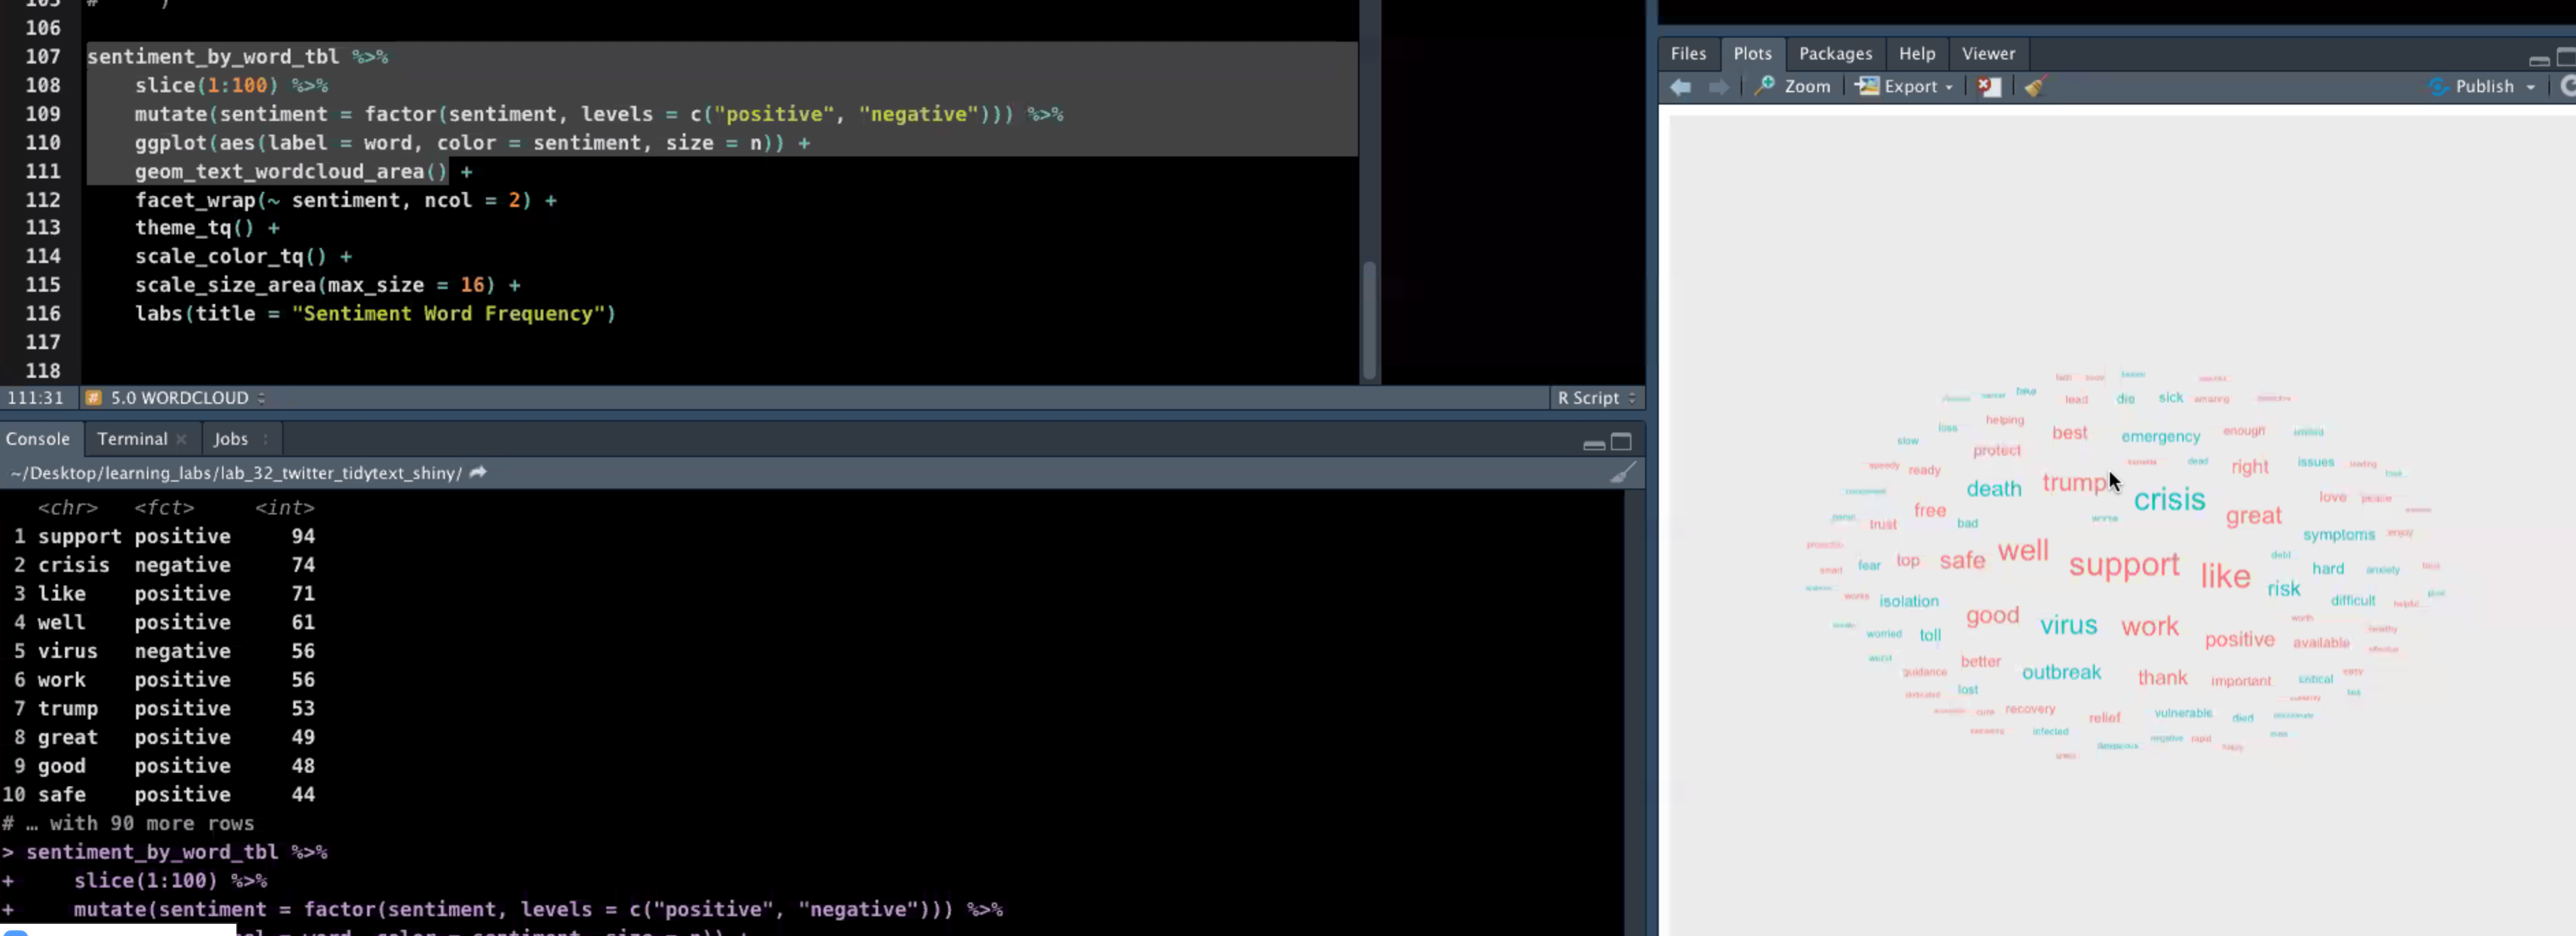 106
107 sentiment_by_word_tbl %>%
108 slice(1:100) %>%
109 mutate(sentiment = factor(sentiment, levels = c("positive", "negative"))) %>%
110 ggplot(aes(label = word, color = sentiment, size = n)) +
111 geom_text_wordcloud_area() +
112 facet_wrap(~ sentiment, ncol = 2) +
113 theme_tq() +
114 scale_color_tq() +
115 scale_size_area(max_size = 16) +
116 labs(title = "Sentiment Word Frequency")
117
118
111:31 # 5.0 WORDCLOUD R Script
Console Terminal Jobs
~/Desktop/learning_labs/lab_32_twitter_tidytext_shiny/
<chr> <fct> <int>
1 support positive 94
2 crisis negative 74
3 like positive 71
4 well positive 61
5 virus negative 56
6 work positive 56
7 trump positive 53
8 great positive 49
9 good positive 48
10 safe positive 44
# … with 90 more rows
> sentiment_by_word_tbl %>%
+ slice(1:100) %>%
+ mutate(sentiment = factor(sentiment, levels = c("positive", "negative"))) %>%
Files Plots Packages Help Viewer
Zoom Export Publish
lead die sick
helping
loss best emergency enough
slow
protect
ready right issues
death trump
crisis love
free great
trust bad
symptoms
well
safe support like
fear top hard anxiety
risk
isolation difficult
good
virus work
worried toll positive available
better
guidance outbreak thank important critical
lost
recovery relief vulnerable died
infected
negative rapid